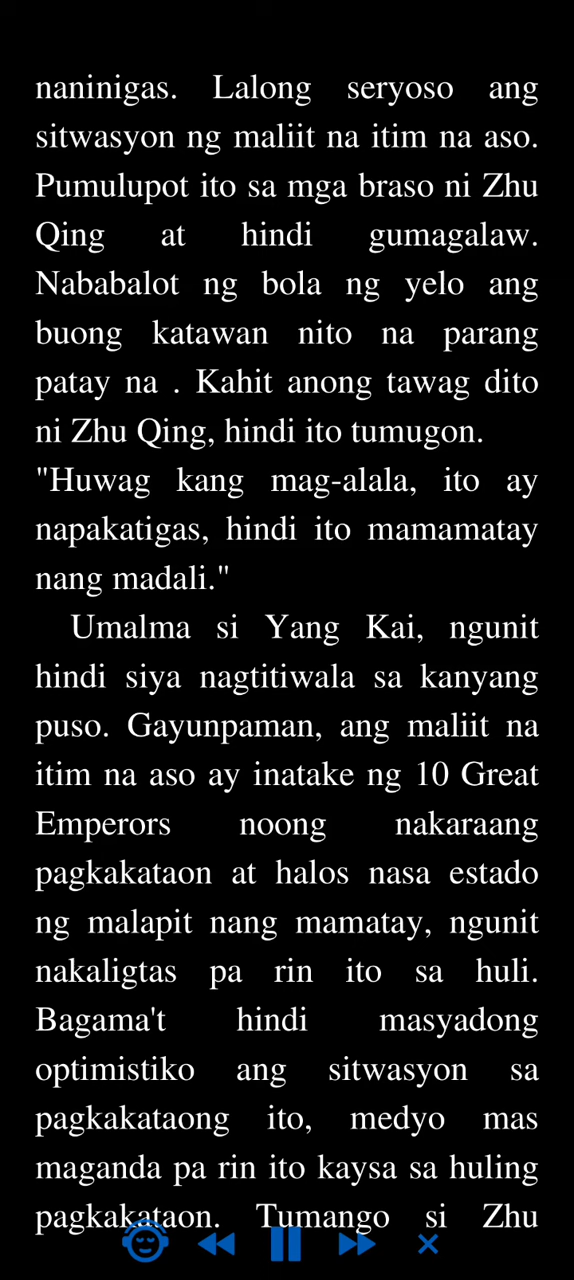 naninigas. Lalong seryoso ang
sitwasyon ng maliit na itim na aso.
Pumulupot ito sa mga braso ni Zhu
Qing at hindi gumagalaw.
Nababalot ng bola ng yelo ang
buong katawan nito na parang
patay na . Kahit anong tawag dito
ni Zhu Qing, hindi ito tumugon.
"Huwag kang mag-alala, ito ay
napakatigas, hindi ito mamamatay
nang madali."
Umalma si Yang Kai, ngunit
hindi siya nagtitiwala sa kanyang
puso. Gayunpaman, ang maliit na
itim na aso ay inatake ng 10 Great
Emperors noong nakaraang
pagkakataon at halos nasa estado
ng malapit nang mamatay, ngunit
nakaligtas pa rin ito sa huli.
Bagama't hindi masyadong
optimistiko ang sitwasyon sa
pagkakataong ito, medyo mas
maganda pa rin ito kaysa sa huling
pagkakataon. Tumango si Zhu